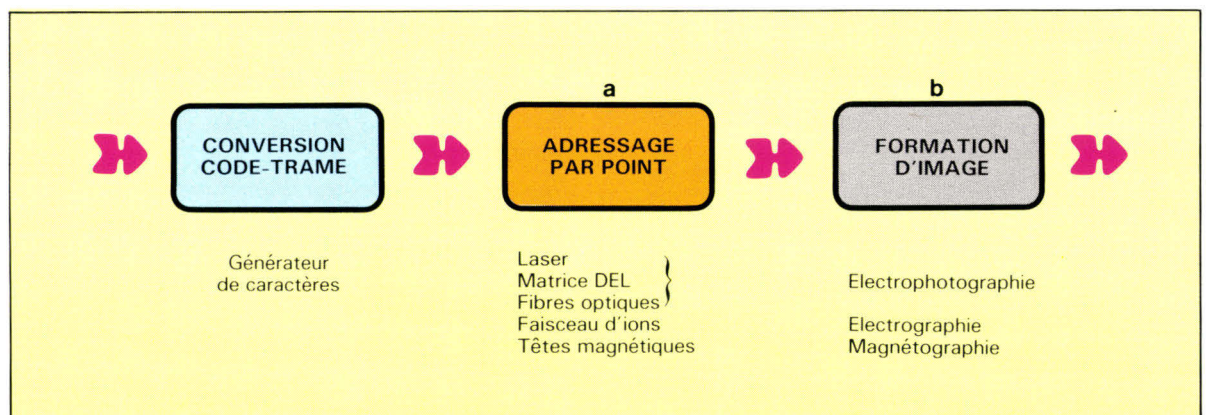 a
b
CONVERSION
CODE-TRAME
ADRESSAGE
PAR POINT
FORMATION
D'IMAGE
Générateur
de caractères
Laser
Matrice DEL
Fibres optiques
Faisceau d'ions
Têtes magnétiques
Electrophotographie
Electrographie
Magnétographie